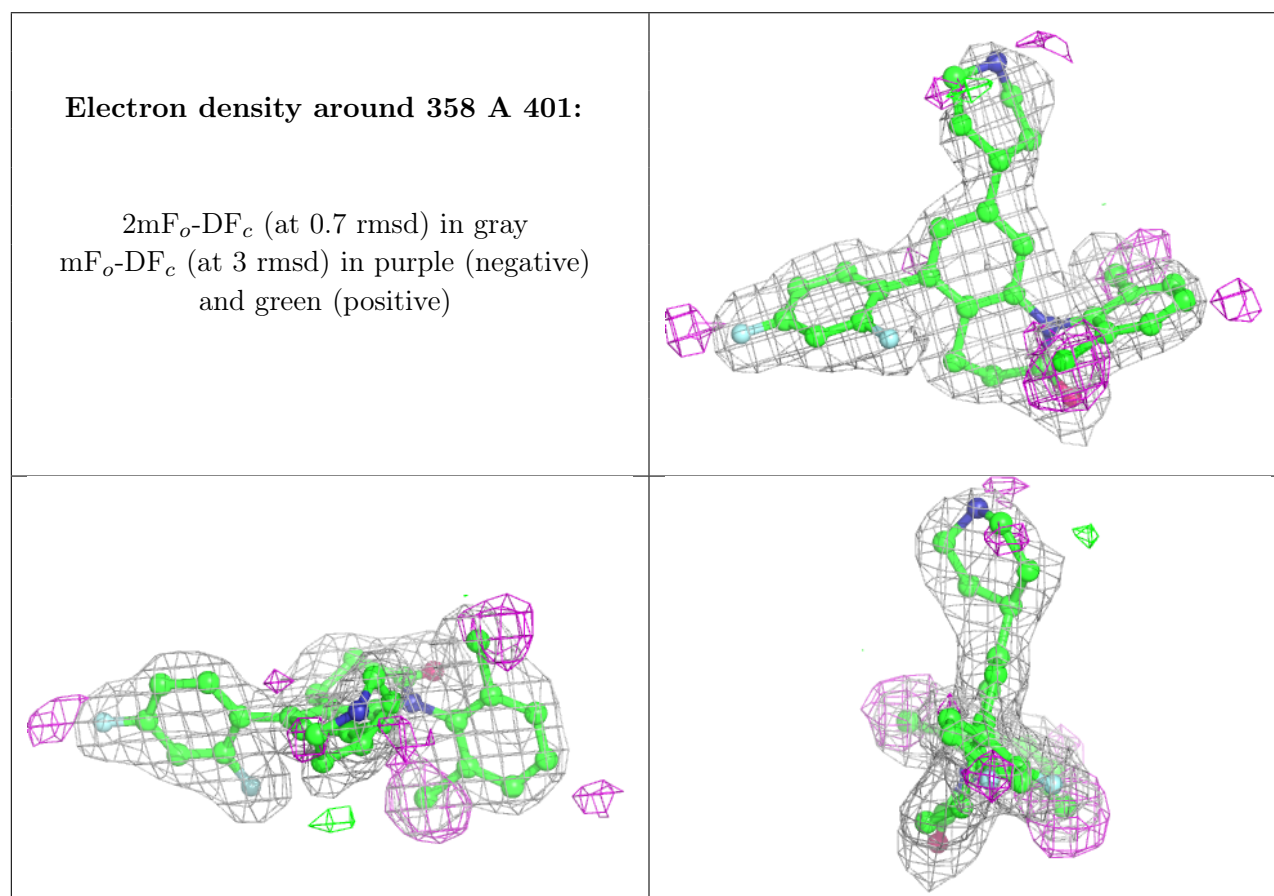 Electron density around 358 A 401:
2mFo-DFc (at 0.7 rmsd) in gray
mFo-DFc (at 3 rmsd) in purple (negative)
and green (positive)